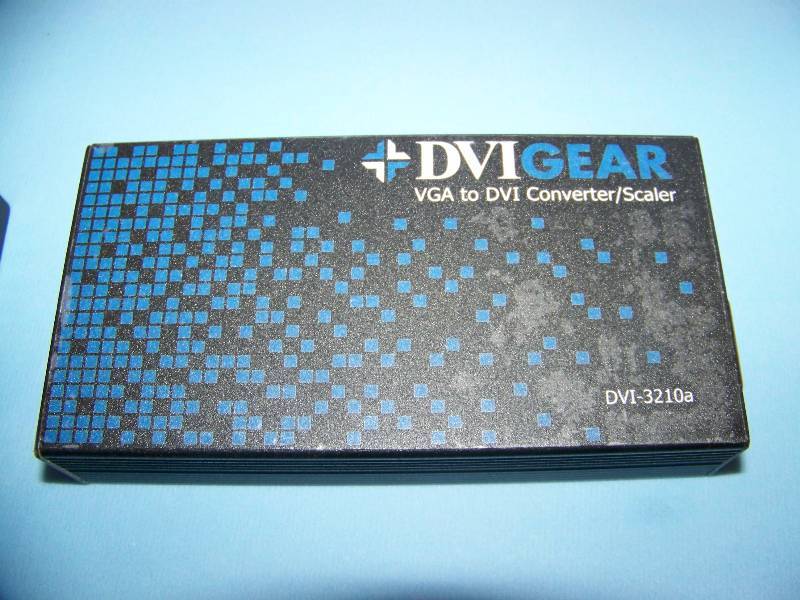 DVIGEAR
VGA to DVI Converter/Scaler
DVI-3210a